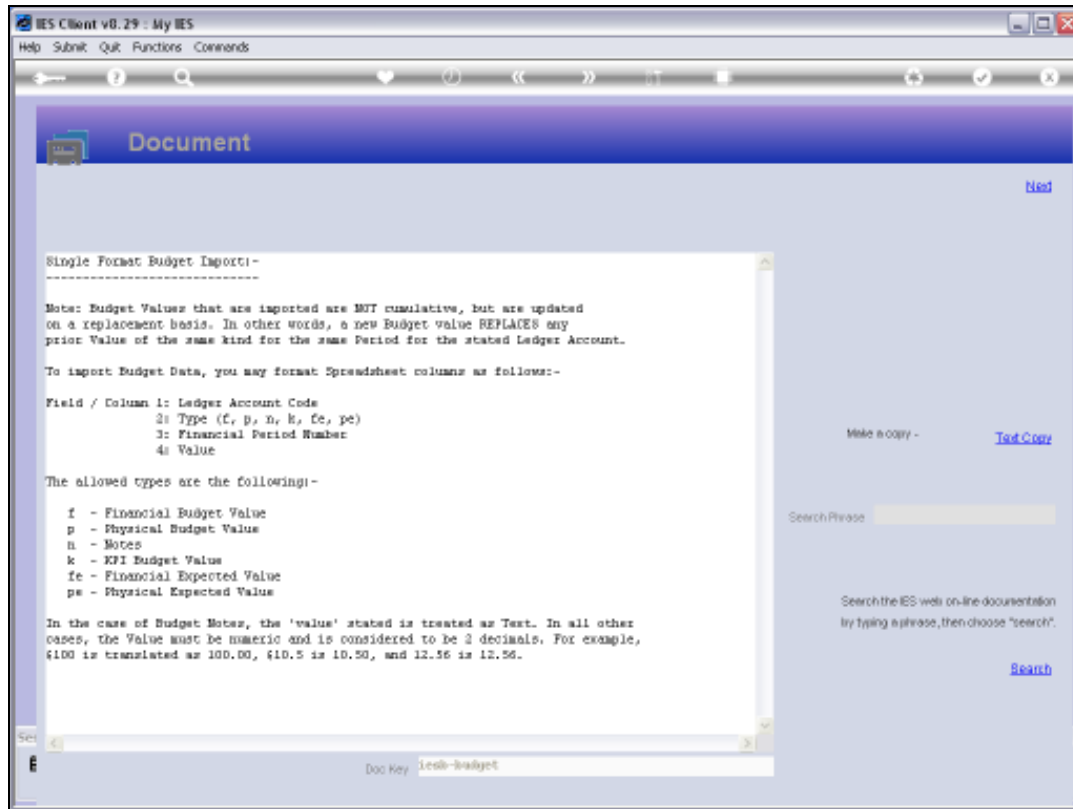 IES Client v8.29 : My IES
Help Submit Quit Functions Commands
Document
Next
Single Format Budget Import:-
------------------------------
Note: Budget Values that are imported are NOT cumulative, but are updated
on a replacement basis. In other words, a new Budget value REPLACES any
prior Value of the same kind for the same Period for the stated Ledger Account.
To import Budget Data, you may format Spreadsheet columns as follows:-
Field / Column 1: Ledger Account Code
2: Type (f, p, n, k, fe, pe)
3: Financial Period Number
4: Value
The allowed types are the following:-
f - Financial Budget Value
p - Physical Budget Value
n - Notes
k - KPI Budget Value
fe - Financial Expected Value
pe - Physical Expected Value
In the case of Budget Notes, the 'value' stated is treated as Text. In all other
cases, the Value must be numeric and is considered to be 2 decimals. For example,
$100 is translated as 100.00, $10.5 is 10.50, and 12.56 is 12.56.
Make a copy -
Text Copy
Search Phrase
Search the IES web on-line documentation
by typing a phrase, then choose "search".
Search
Doc Key iesb-budget